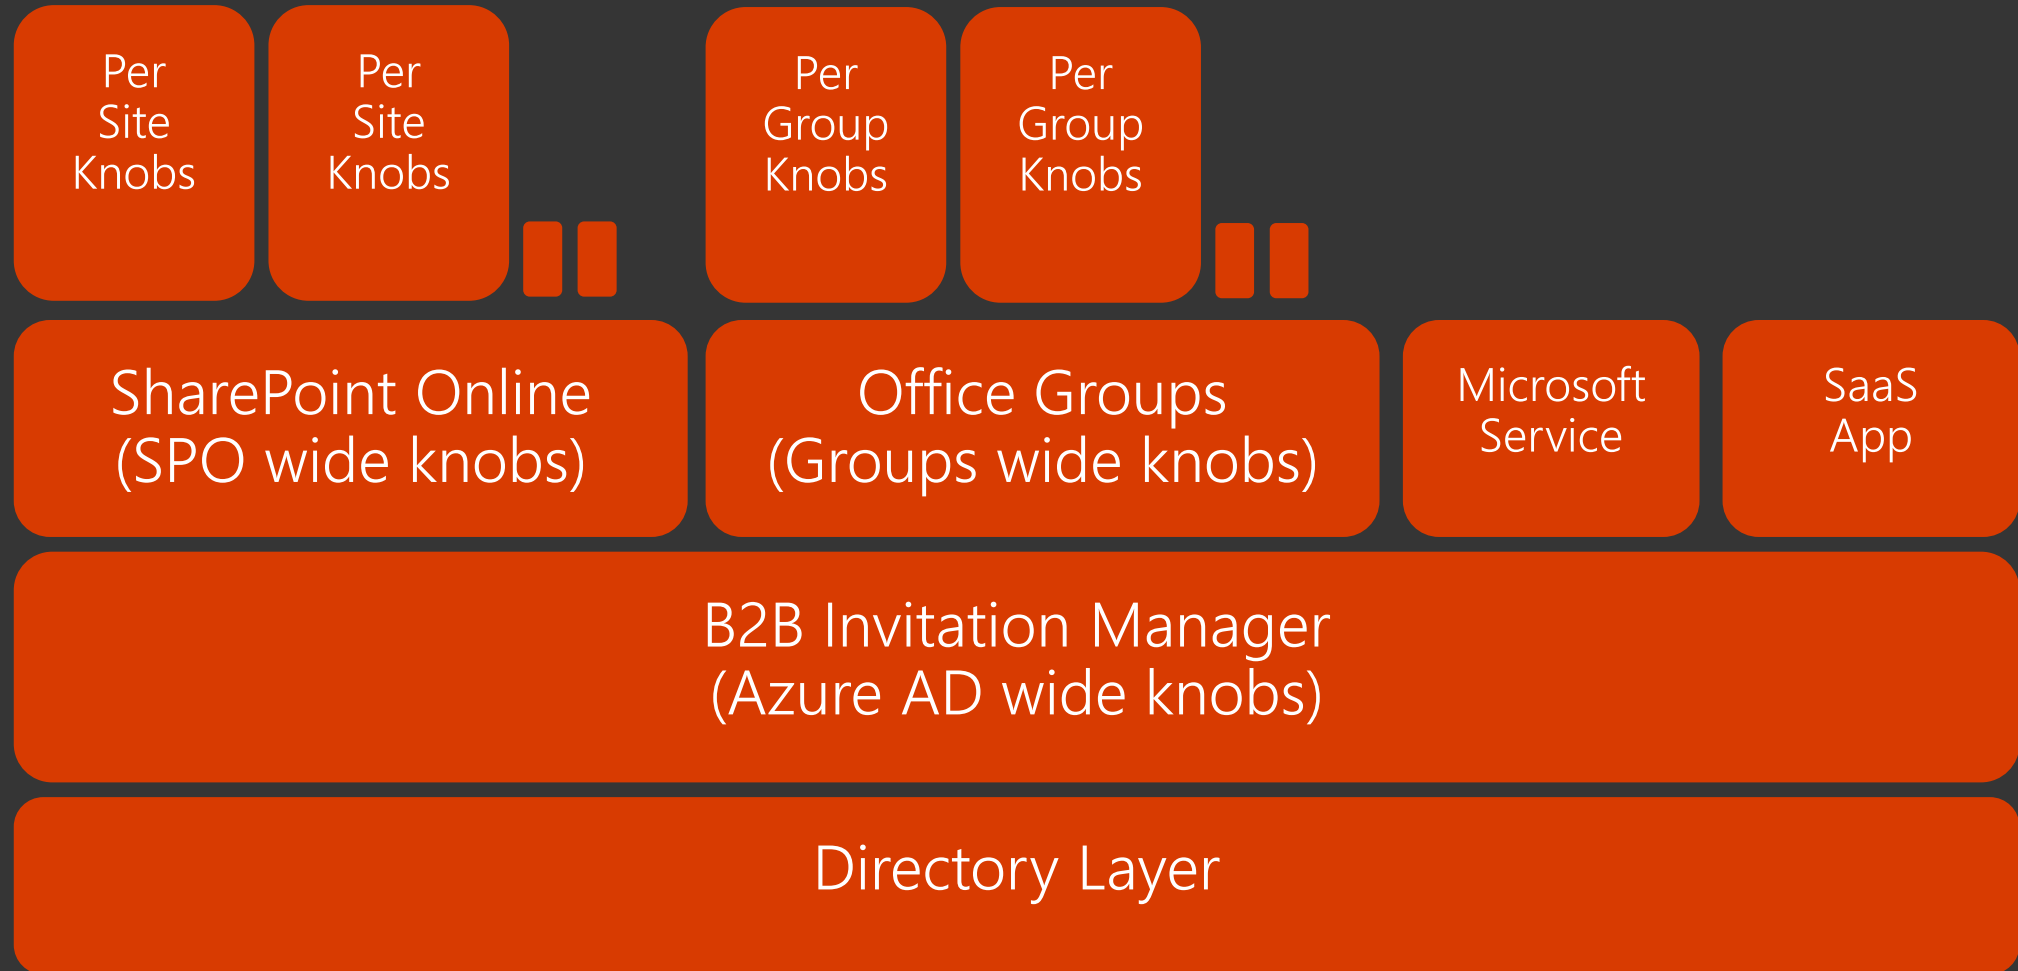 Per
Site
Knobs
Per
Site
Knobs
Per
Group
Knobs
Per
Group
Knobs
SharePoint Online
(SPO wide knobs)
Office Groups
(Groups wide knobs)
Microsoft
Service
SaaS
App
B2B Invitation Manager
(Azure AD wide knobs)
Directory Layer